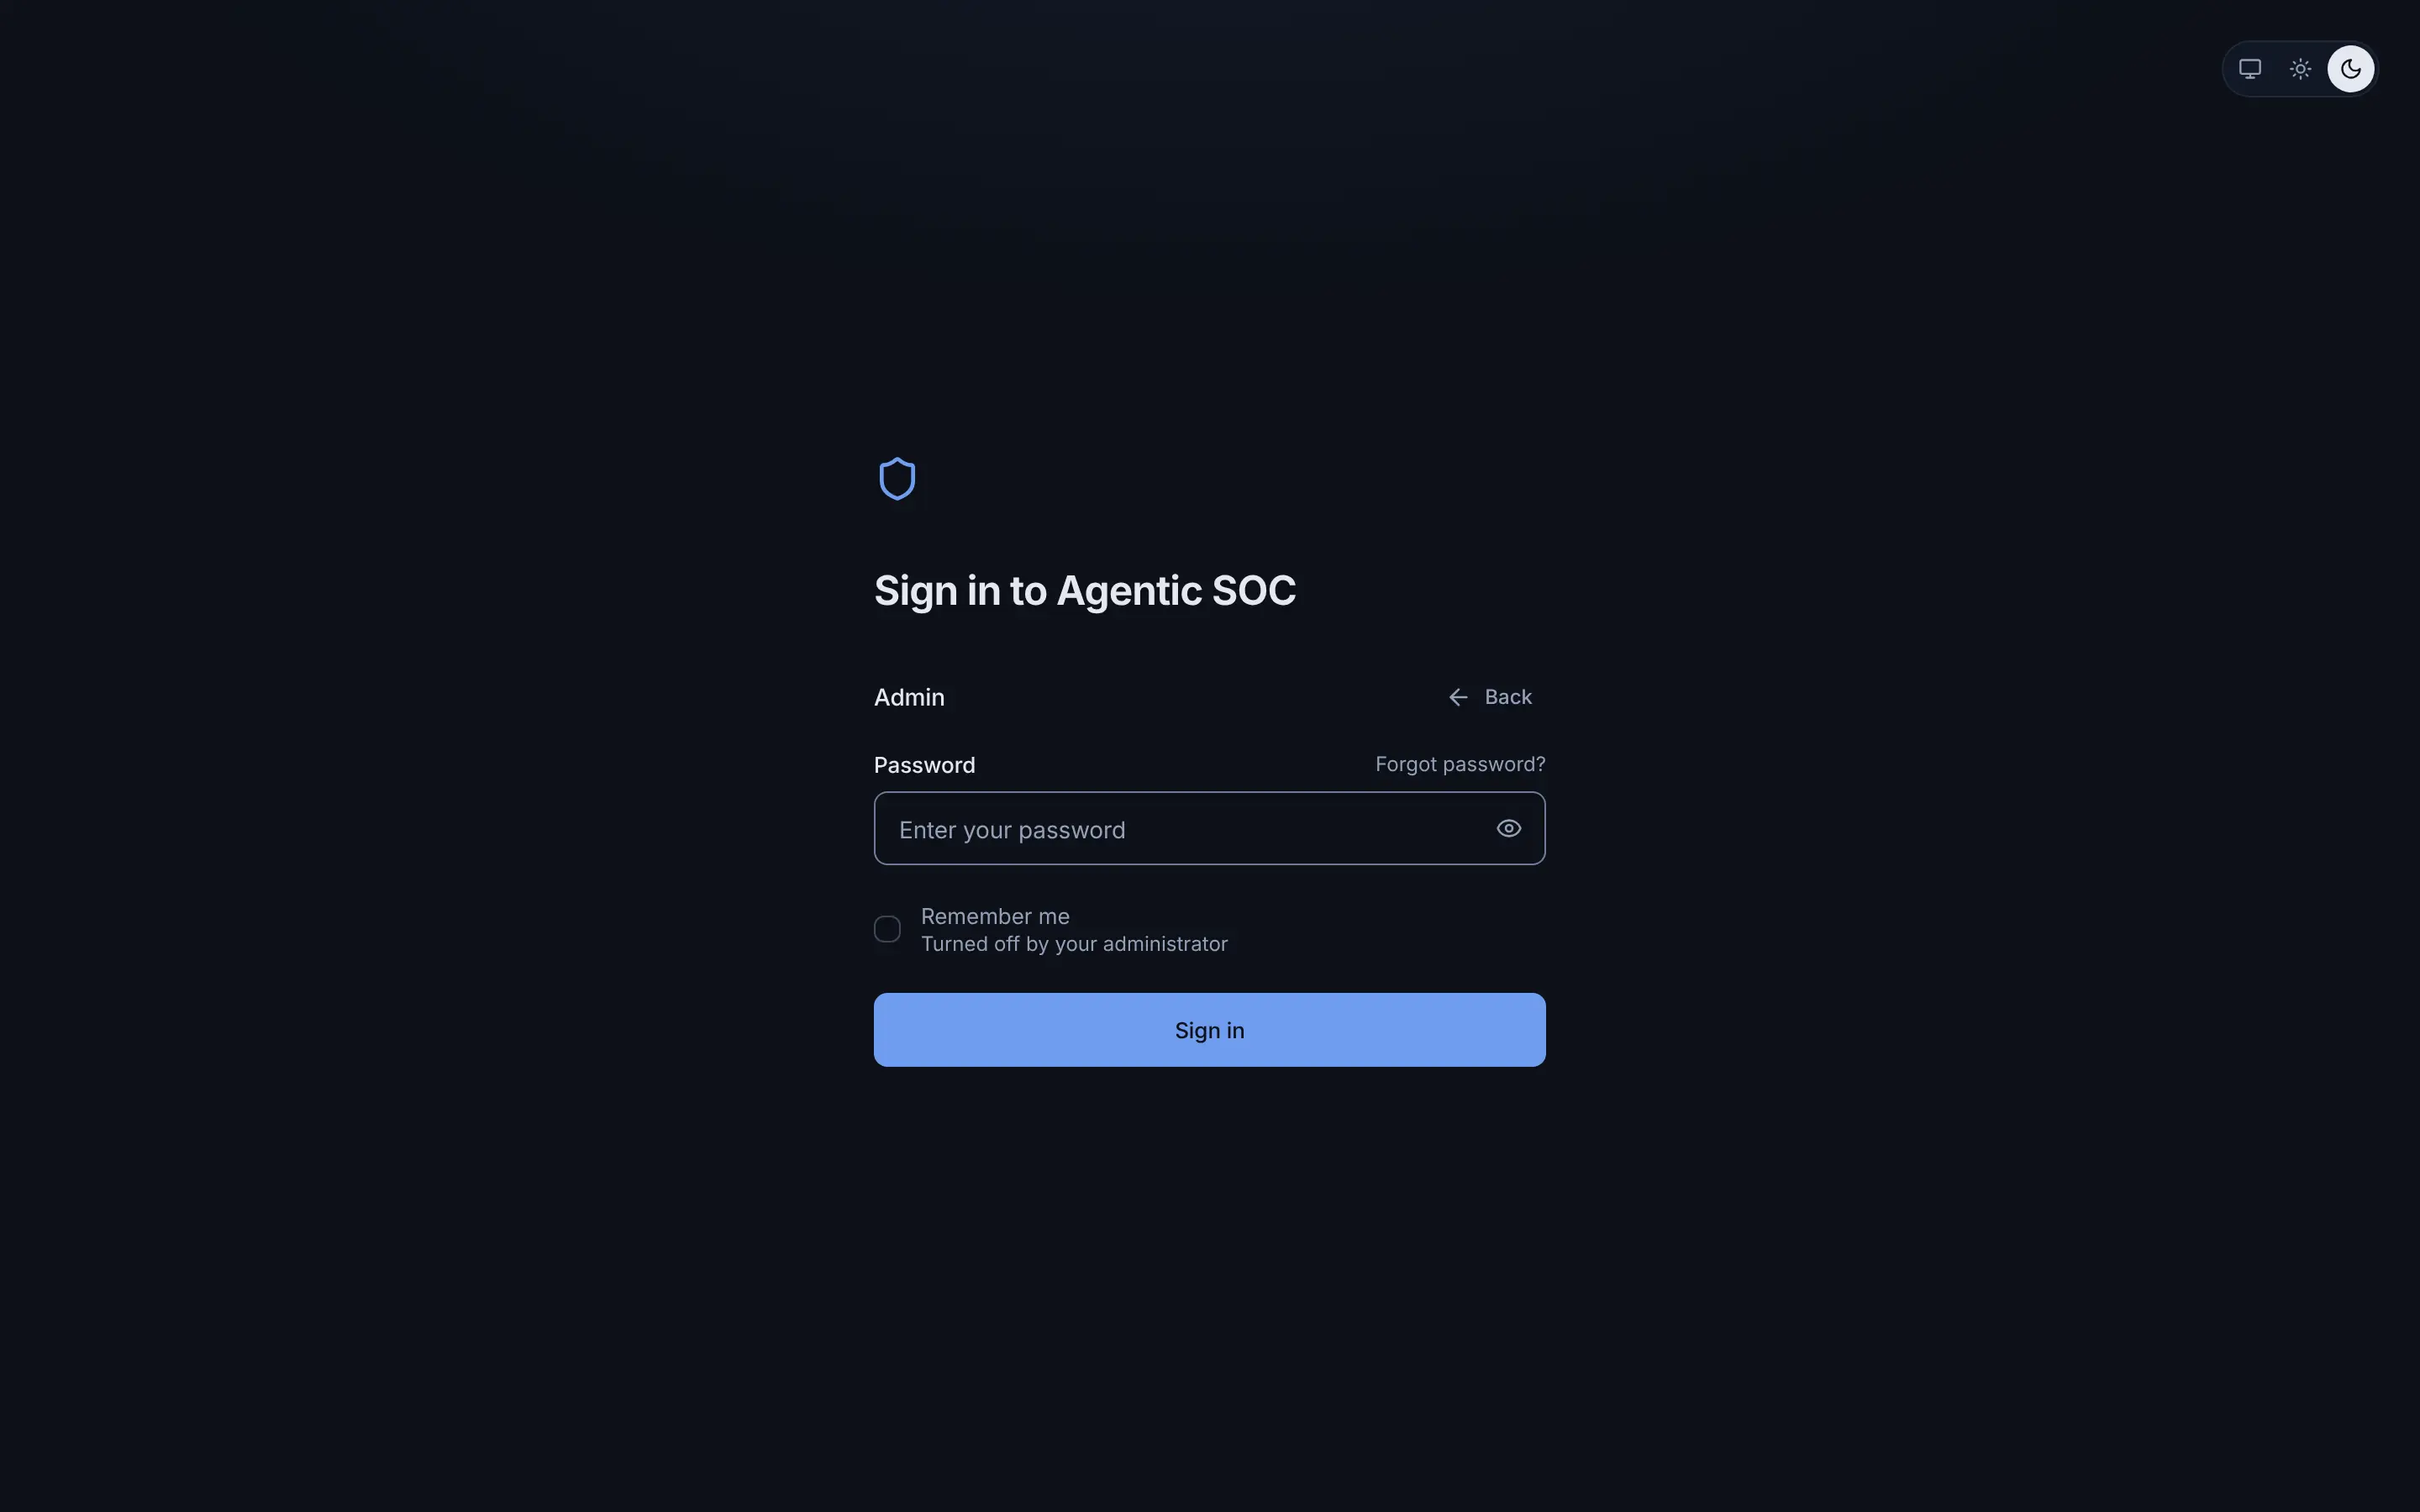 Sign in to Agentic SOC
Admin
Back
Password
Forgot password?
Enter your password
Remember me
Turned off by your administrator
Sign in